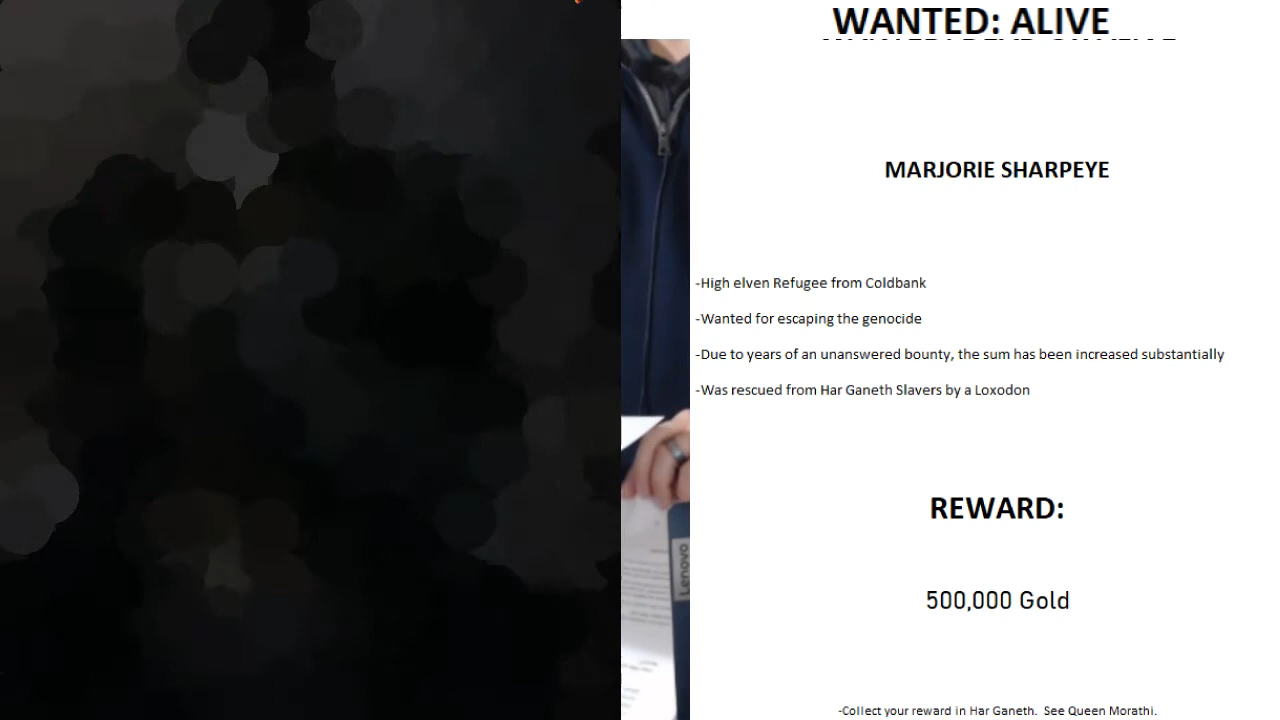 WANTED: ALIVE
MARJORIE SHARPEYE
-High elven Refugee from Coldbank
-Wanted for escaping the genocide
-Due to years of an unanswered bounty, the sum has been increased substantially
-Was rescued from Har Ganeth Slavers by a Loxodon
REWARD:
Lenovo
500,000 Gold
-Collect your reward in Har Ganeth.  See Queen Morathi.